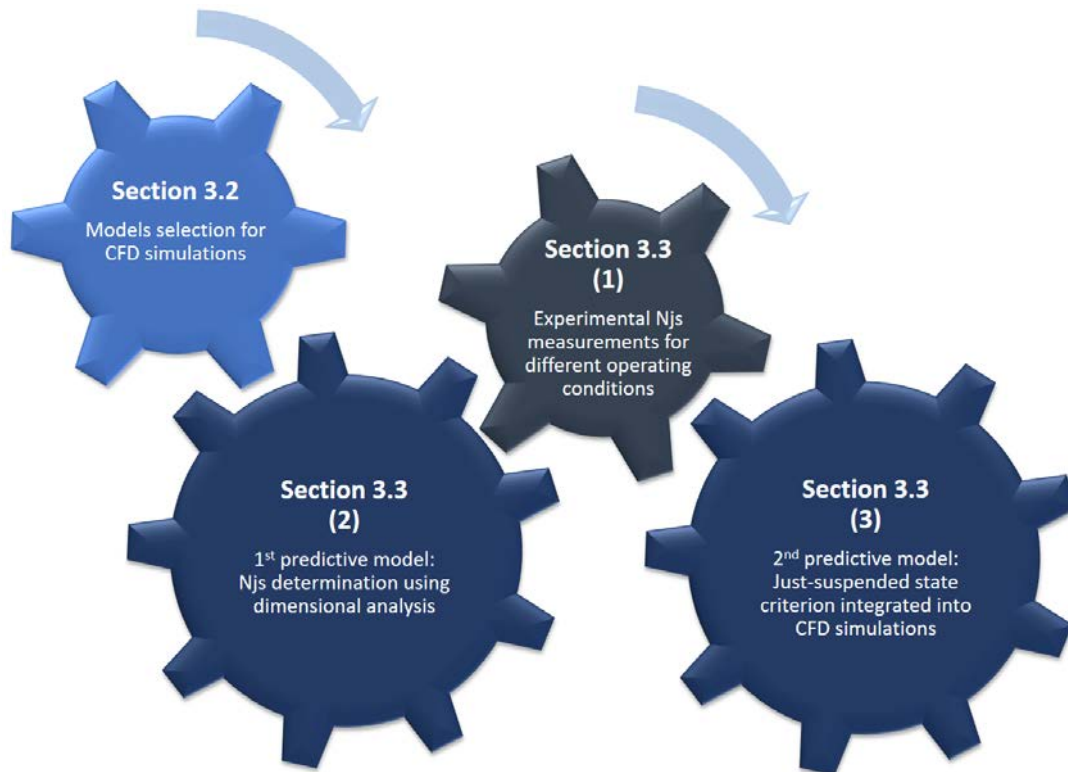 Section 3.2
Models selection for
CFD simulations
Section 3.3
(1)
Experimental Njs
measurements for
different operating
conditions
Section 3.3
(2)
1st predictive model:
Njs determination using
dimensional analysis
Section 3.3
(3)
2nd predictive model:
Just-suspended state
criterion integrated into
CFD simulations